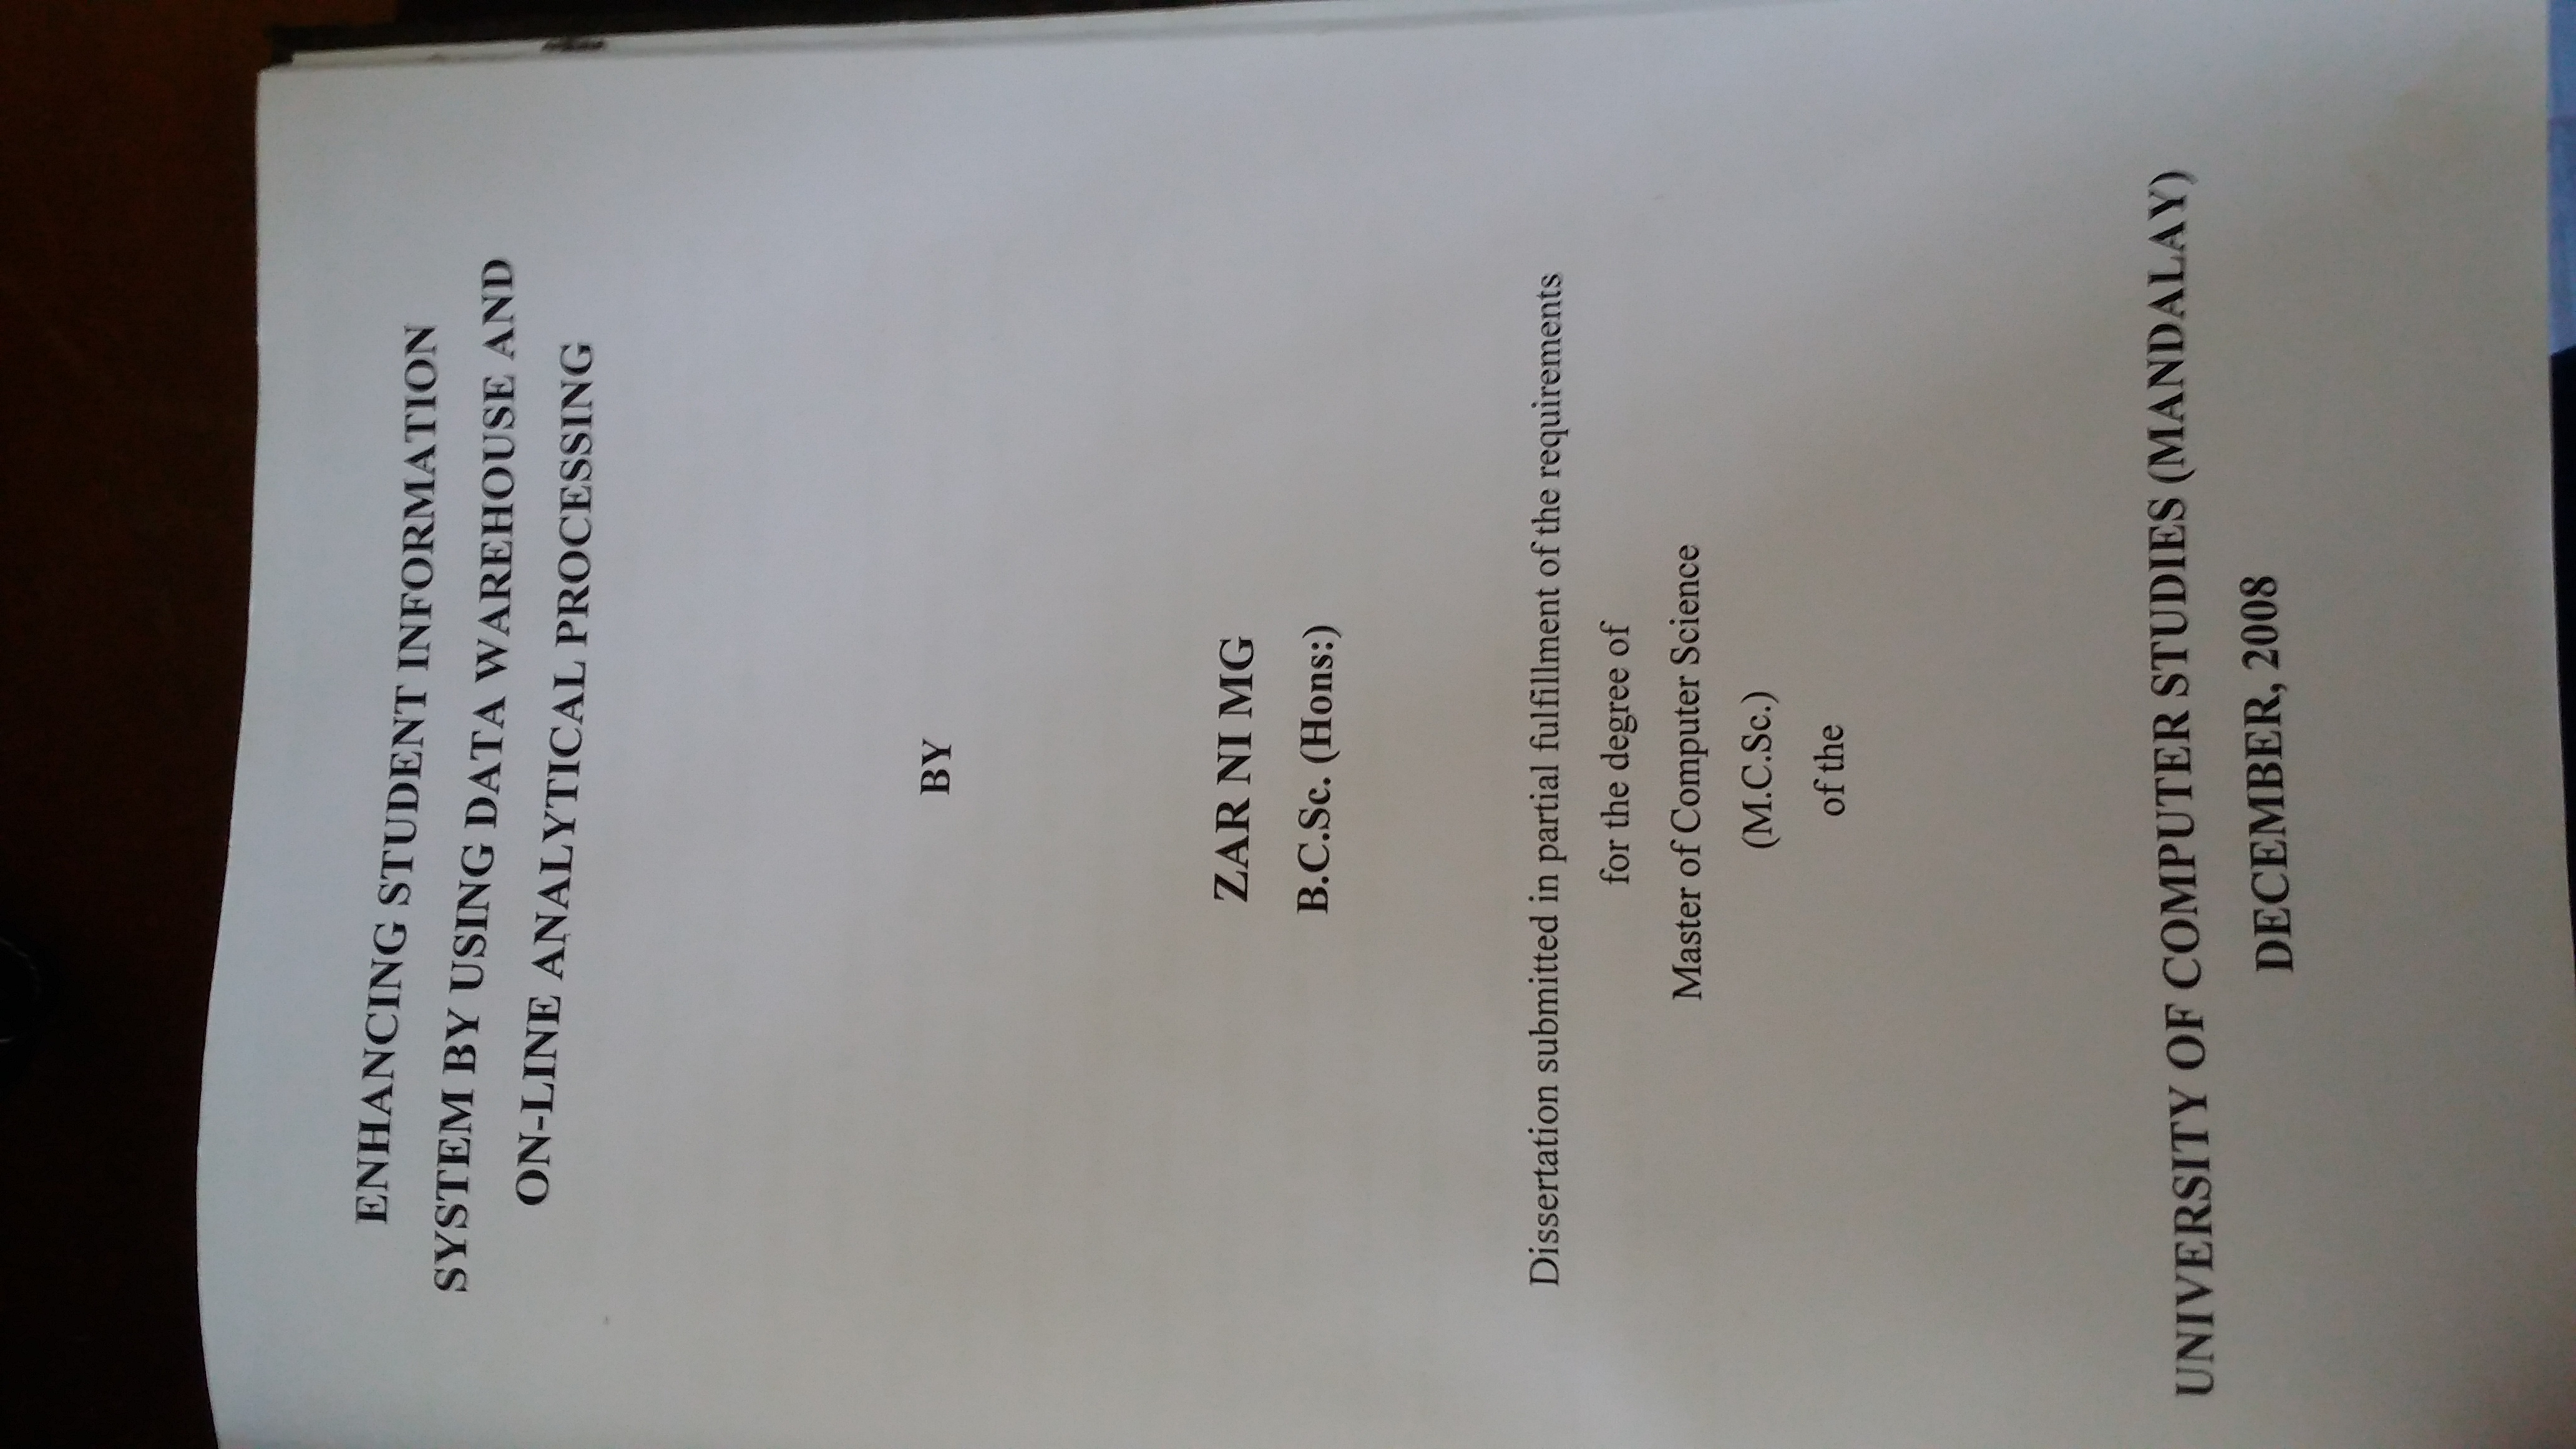 ENHANCING STUDENT INFORMATION
SYSTEM BY USING DATA WAREHOUSE AND
ON-LINE ANALYTICAL PROCESSING
BY
ZAR NI MG
B.C.Sc. (Hons:)
Dissertation submitted in partial fulfillment of the requirements
for the degree of
Master of Computer Science
(M.C.Sc.)
of the
UNIVERSITY OF COMPUTER STUDIES (MANDALAY)
DECEMBER, 2008